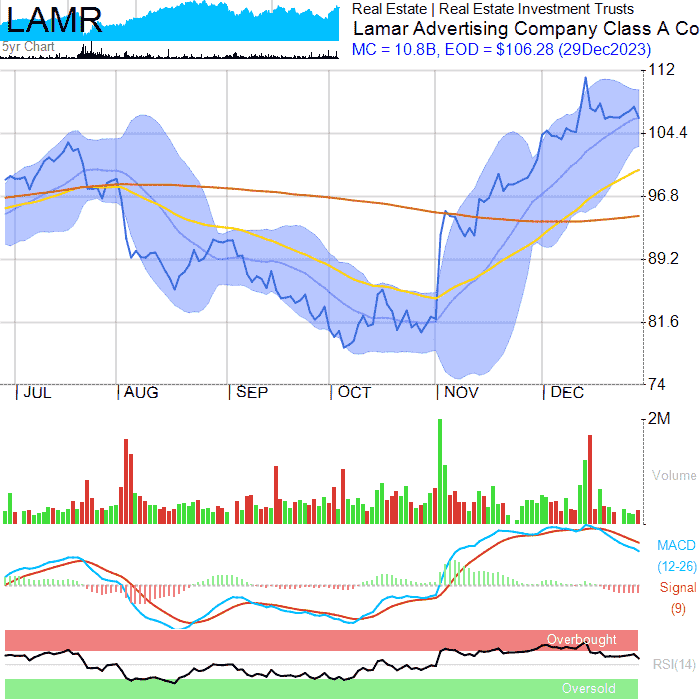 LAMR
5yr Chart
Real Estate | Real Estate Investment Trusts
Lamar Advertising Company Class A Co
MC = 10.8B, EOD = $106.28 (29Dec2023)
112
104.4
96.8
89.2
81.6
74
JUL AUG SEP OCT NOV DEC
2M
Volume
MACD
(12-26)
Signal
(9)
Overbought
RSI(14)
Oversold